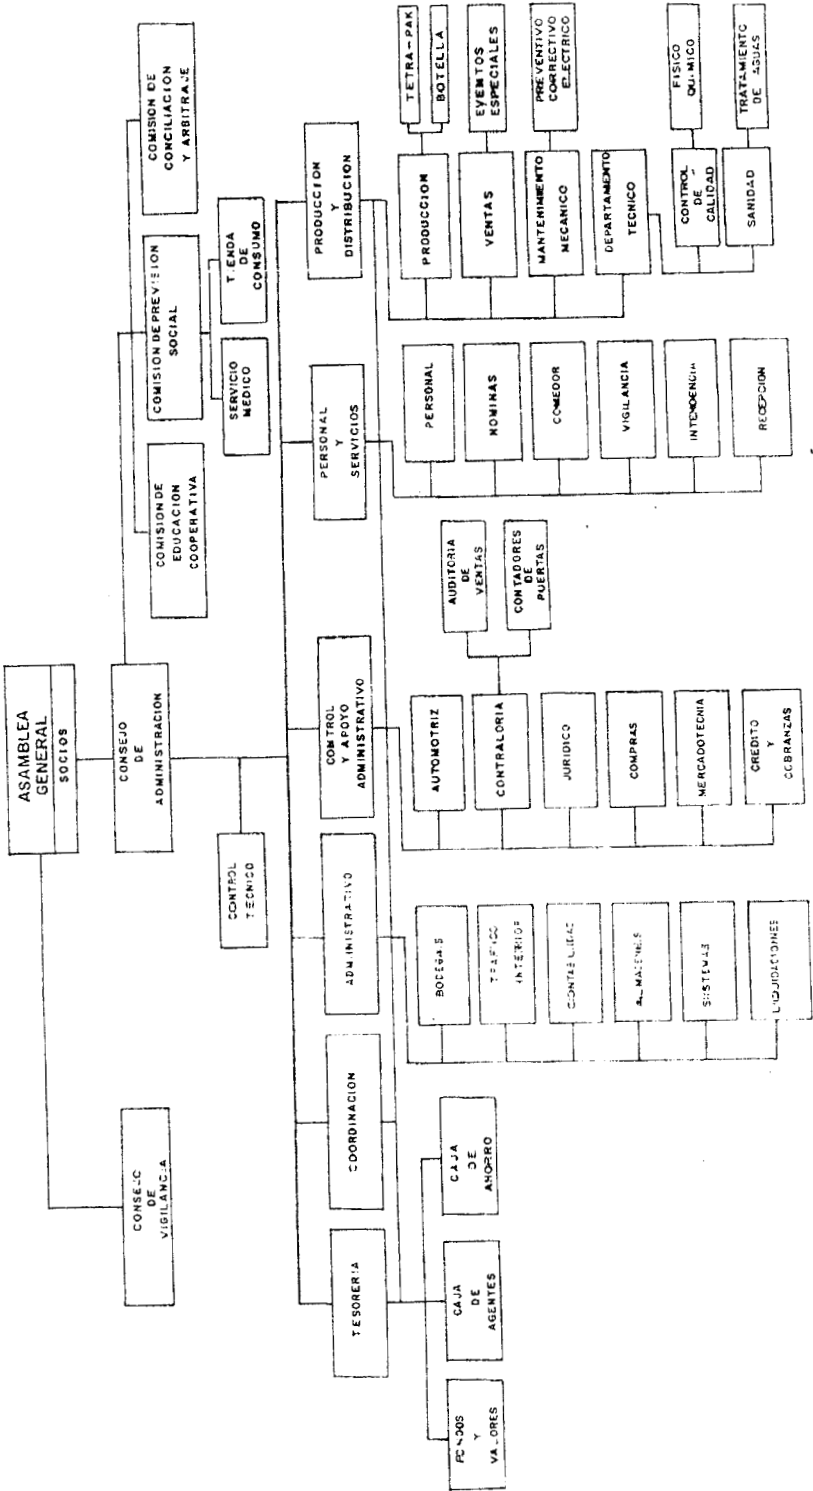 ASAMBLEA
GENERAL
SOCIOS
CONSEJO
DE
VIGILANCIA
CONSEJO
DE
ADMINISTRACION
COMISION DE
EDUCACION
COOPERATIVA
COMISION DE PREVISION
SOCIAL
COMISION DE
CONCILIACION
Y ARBITRAJE
SERVICIO
MEDICO
TIENDA
DE
CONSUMO
CONTROL
TECNICO
TESORERIA
COORDINACION
ADMINISTRATIVO
CONTROL
Y APOYO
ADMINISTRATIVO
PERSONAL
Y
SERVICIOS
PRODUCCION
Y
DISTRIBUCION
FONDOS
Y
VALORES
CAJA
DE
AGENTES
CAJA
DE
AHORRO
BODEGAS
TRAFICO
INTERIOR
CONTABILIDAD
ALMACENES
SISTEMAS
LIQUIDACIONES
AUTOMOTRIZ
CONTRALORIA
AUDITORIA
DE
VENTAS
CONTADORES
DE
PUERTAS
JURIDICO
COMPRAS
MERCADOTECNIA
CREDITO
Y
COBRANZAS
PERSONAL
NOMINAS
COMEDOR
VIGILANCIA
INTENDENCIA
RECEPCION
PRODUCCION
TETRA-PAK
BOTELLA
VENTAS
EVENTOS
ESPECIALES
MANTENIMIENTO
MECANICO
PREVENTIVO
CORRECTIVO
ELECTRICO
DEPARTAMENTO
TECNICO
CONTROL
DE
CALIDAD
FISICO
QUIMICO
SANIDAD
TRATAMIENTO
DE AGUAS